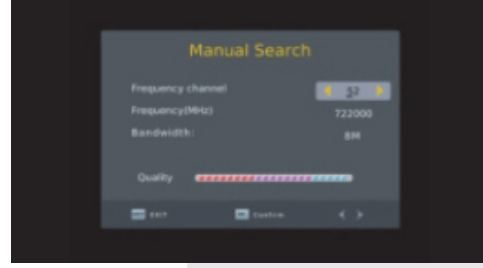 Manual Search
Frequency channel 52
Frequency(MHz) 722000
Bandwidth: 8M
Quality
EXIT Confirm